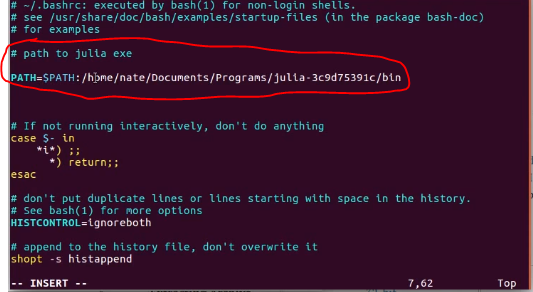 # ~/.bashrc: executed by bash(1) for non-login shells.
# see /usr/share/doc/bash/examples/startup-files (in the package bash-doc)
# for examples
# path to julia exe
PATH=$PATH:/home/nate/Documents/Programs/julia-3c9d75391c/bin
# If not running interactively, don't do anything
case $- in
*i*) ;;
*) return;;
esac
# don't put duplicate lines or lines starting with space in the history.
# See bash(1) for more options
HISTCONTROL=ignoreboth
# append to the history file, don't overwrite it
shopt -s histappend
-- INSERT -- 7,62 Top